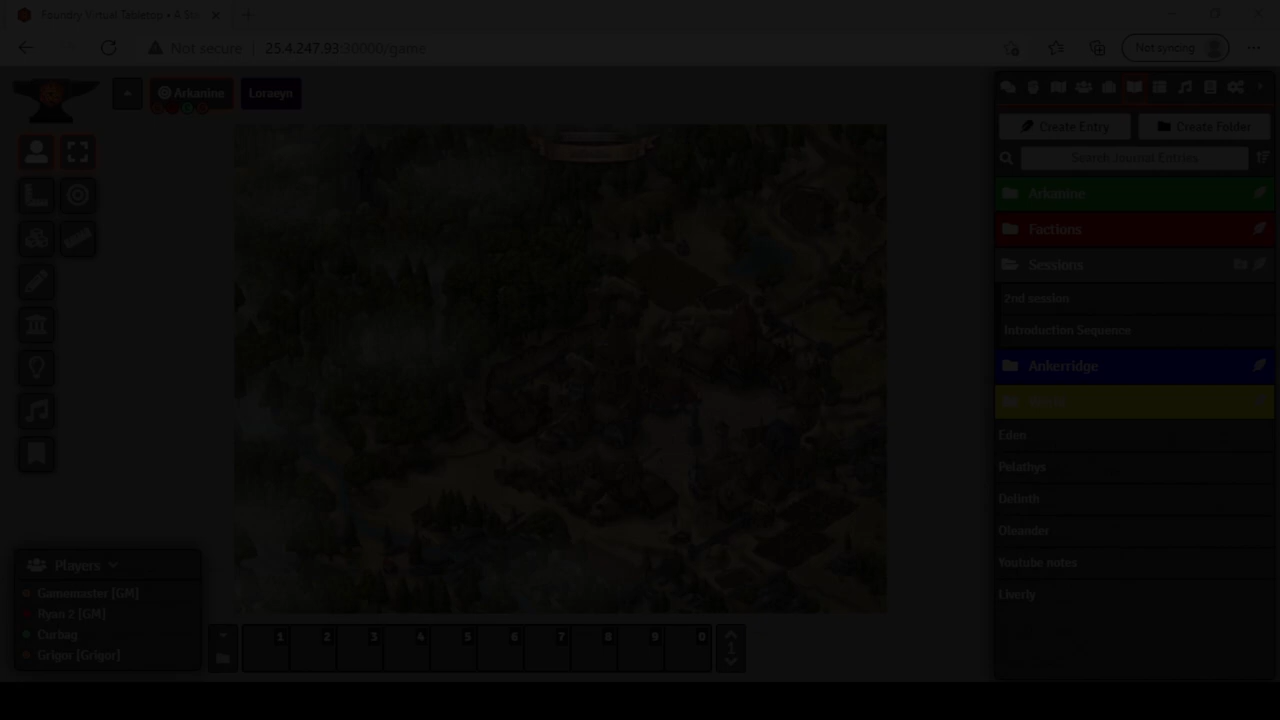 Foundry Virtual Tabletop • A Sta
Not secure
25.4.247.93:30000/game
Not syncing
Arkanine
Loraeyn
Create Entry
Create Folder
Search Journal Entries
Arkanine
Factions
Sessions
2nd session
Introduction Sequence
Ankerridge
Eden
Pelathys
Delinth
Oleander
Youtube notes
Liverly
Players
Gamemaster [GM]
Ryan 2 [GM]
Curbag
Grigor [Grigor]
1 2 3 4 5 6 7 8 9 0
1